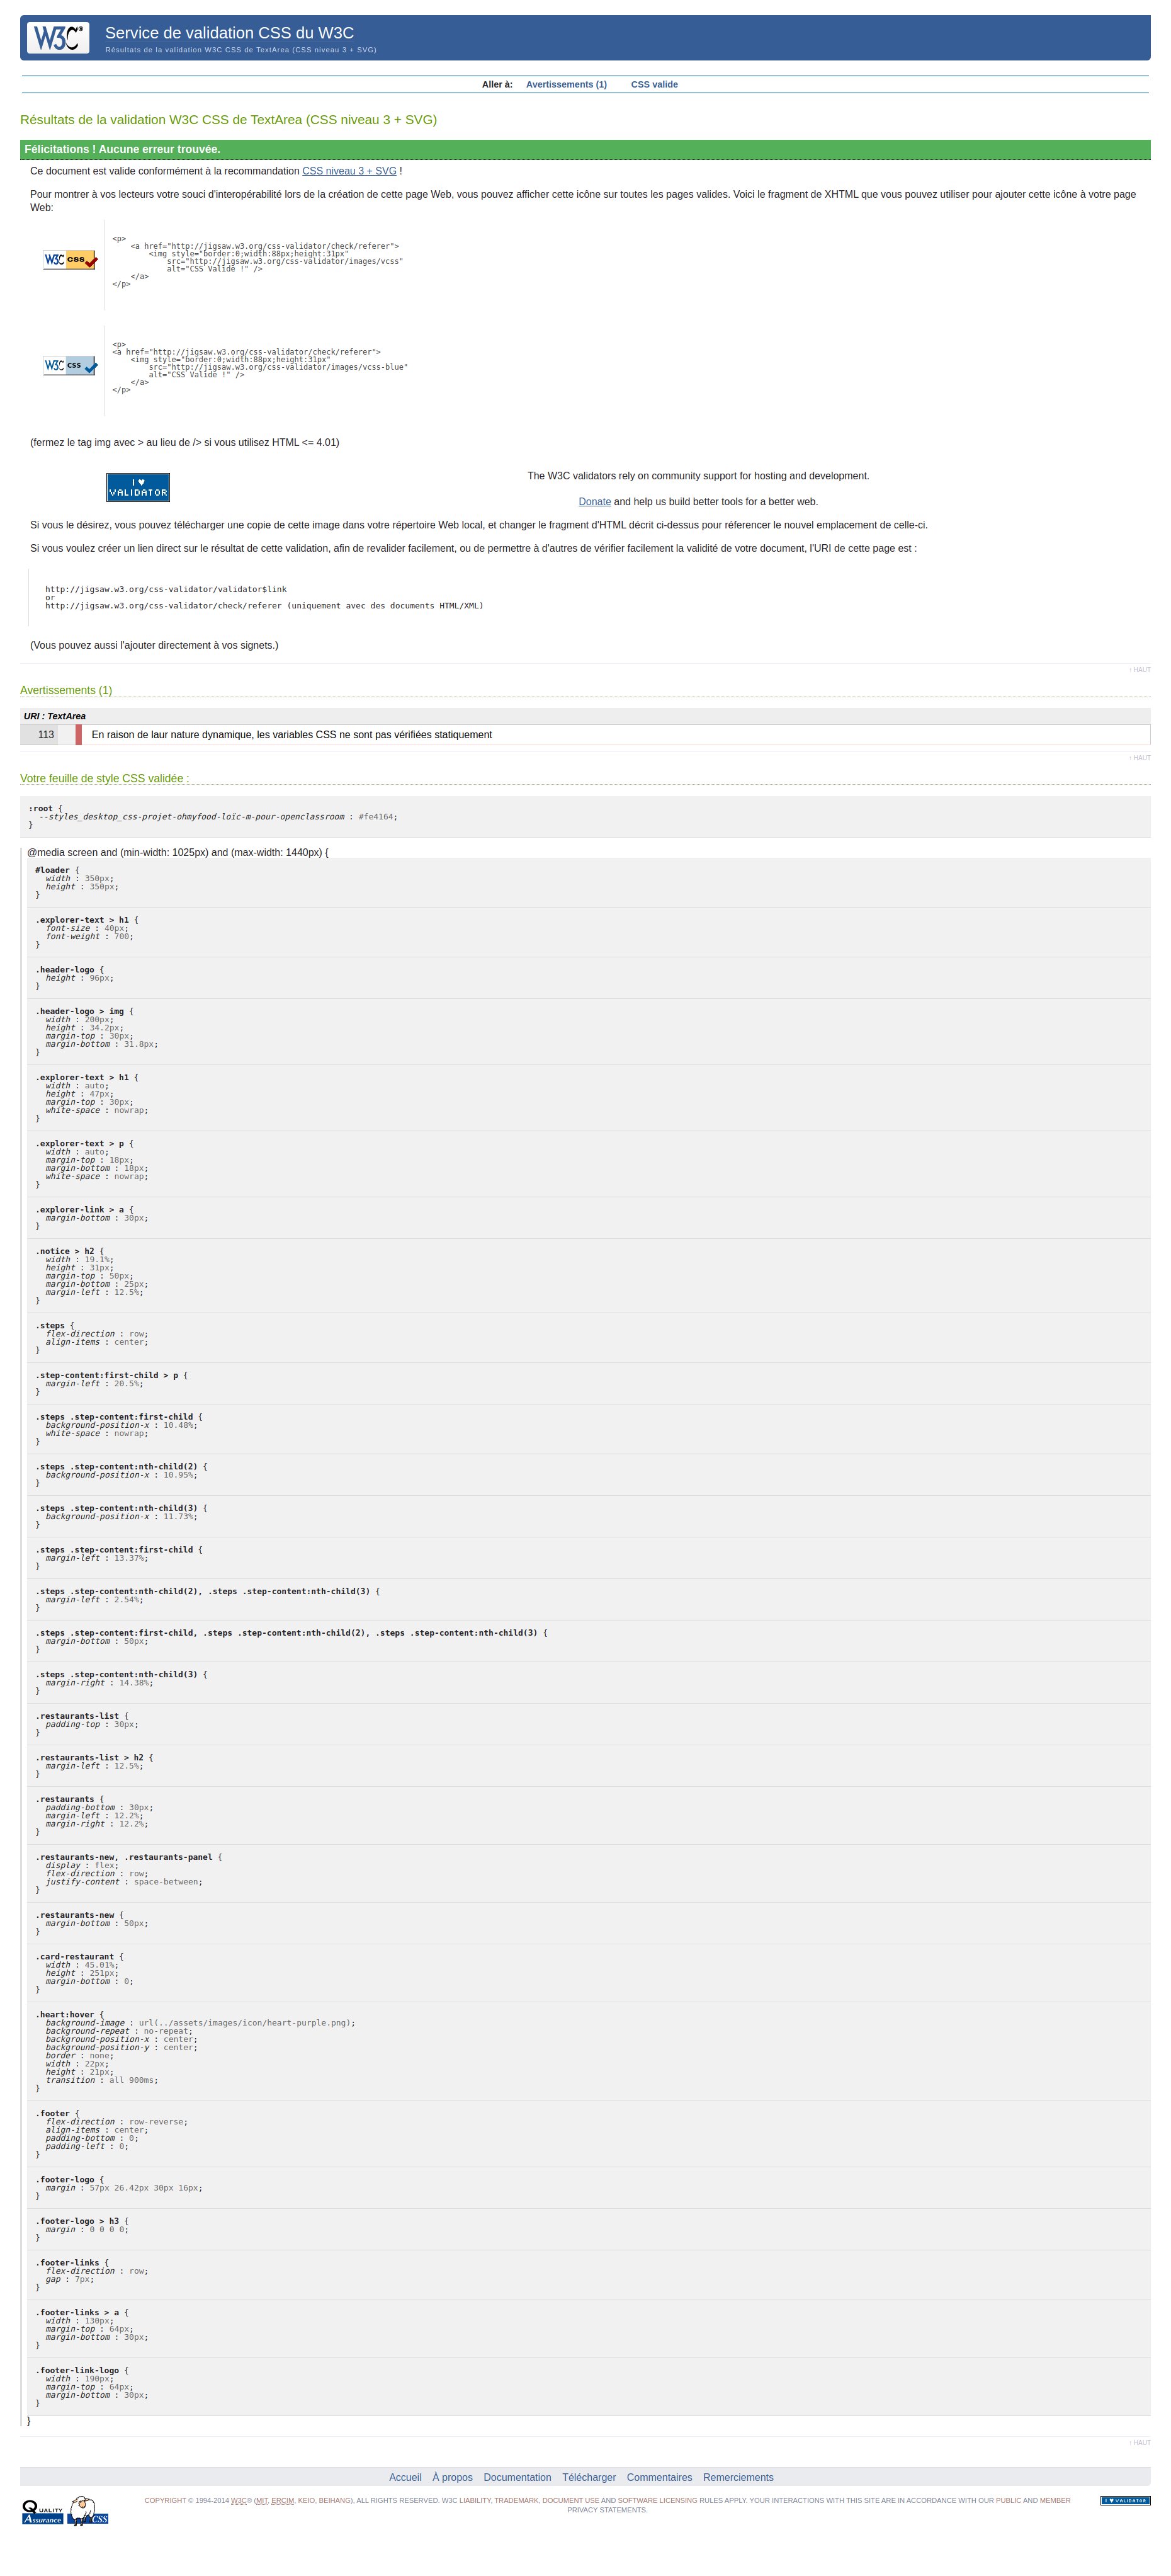 W3C®
Service de validation CSS du W3C
Résultats de la validation W3C CSS de TextArea (CSS niveau 3 + SVG)
Aller à: Avertissements (1) CSS valide
Résultats de la validation W3C CSS de TextArea (CSS niveau 3 + SVG)
Félicitations ! Aucune erreur trouvée.
Ce document est valide conformément à la recommandation CSS niveau 3 + SVG !
Pour montrer à vos lecteurs votre souci d'interopérabilité lors de la création de cette page Web, vous pouvez afficher cette icône sur toutes les pages valides. Voici le fragment de XHTML que vous pouvez utiliser pour ajouter cette icône à votre page
Web:
W3C css
<p>
<a href="http://jigsaw.w3.org/css-validator/check/referer">
<img style="border:0;width:88px;height:31px"
src="http://jigsaw.w3.org/css-validator/images/vcss"
alt="CSS Valide !" />
</a>
</p>
W3C css
<p>
<a href="http://jigsaw.w3.org/css-validator/check/referer">
<img style="border:0;width:88px;height:31px"
src="http://jigsaw.w3.org/css-validator/images/vcss-blue"
alt="CSS Valide !" />
</a>
</p>
(fermez le tag img avec > au lieu de /> si vous utilisez HTML <= 4.01)
I ♥
VALIDATOR
The W3C validators rely on community support for hosting and development.
Donate and help us build better tools for a better web.
Si vous le désirez, vous pouvez télécharger une copie de cette image dans votre répertoire Web local, et changer le fragment d'HTML décrit ci-dessus pour réferencer le nouvel emplacement de celle-ci.
Si vous voulez créer un lien direct sur le résultat de cette validation, afin de revalider facilement, ou de permettre à d'autres de vérifier facilement la validité de votre document, l'URI de cette page est :
http://jigsaw.w3.org/css-validator/validator$link
or
http://jigsaw.w3.org/css-validator/check/referer (uniquement avec des documents HTML/XML)
(Vous pouvez aussi l'ajouter directement à vos signets.)
↑ HAUT
Avertissements (1)
URI : TextArea
113 En raison de laur nature dynamique, les variables CSS ne sont pas vérifiées statiquement
↑ HAUT
Votre feuille de style CSS validée :
:root {
--styles_desktop_css-projet-ohmyfood-loïc-m-pour-openclassroom : #fe4164;
}
@media screen and (min-width: 1025px) and (max-width: 1440px) {
#loader {
width : 350px;
height : 350px;
}
.explorer-text > h1 {
font-size : 40px;
font-weight : 700;
}
.header-logo {
height : 96px;
}
.header-logo > img {
width : 200px;
height : 34.2px;
margin-top : 30px;
margin-bottom : 31.8px;
}
.explorer-text > h1 {
width : auto;
height : 47px;
margin-top : 30px;
white-space : nowrap;
}
.explorer-text > p {
width : auto;
margin-top : 18px;
margin-bottom : 18px;
white-space : nowrap;
}
.explorer-link > a {
margin-bottom : 30px;
}
.notice > h2 {
width : 19.1%;
height : 31px;
margin-top : 50px;
margin-bottom : 25px;
margin-left : 12.5%;
}
.steps {
flex-direction : row;
align-items : center;
}
.step-content:first-child > p {
margin-left : 20.5%;
}
.steps .step-content:first-child {
background-position-x : 10.48%;
white-space : nowrap;
}
.steps .step-content:nth-child(2) {
background-position-x : 10.95%;
}
.steps .step-content:nth-child(3) {
background-position-x : 11.73%;
}
.steps .step-content:first-child {
margin-left : 13.37%;
}
.steps .step-content:nth-child(2), .steps .step-content:nth-child(3) {
margin-left : 2.54%;
}
.steps .step-content:first-child, .steps .step-content:nth-child(2), .steps .step-content:nth-child(3) {
margin-bottom : 50px;
}
.steps .step-content:nth-child(3) {
margin-right : 14.38%;
}
.restaurants-list {
padding-top : 30px;
}
.restaurants-list > h2 {
margin-left : 12.5%;
}
.restaurants {
padding-bottom : 30px;
margin-left : 12.2%;
margin-right : 12.2%;
}
.restaurants-new, .restaurants-panel {
display : flex;
flex-direction : row;
justify-content : space-between;
}
.restaurants-new {
margin-bottom : 50px;
}
.card-restaurant {
width : 45.01%;
height : 251px;
margin-bottom : 0;
}
.heart:hover {
background-image : url(../assets/images/icon/heart-purple.png);
background-repeat : no-repeat;
background-position-x : center;
background-position-y : center;
border : none;
width : 22px;
height : 21px;
transition : all 900ms;
}
.footer {
flex-direction : row-reverse;
align-items : center;
padding-bottom : 0;
padding-left : 0;
}
.footer-logo {
margin : 57px 26.42px 30px 16px;
}
.footer-logo > h3 {
margin : 0 0 0 0;
}
.footer-links {
flex-direction : row;
gap : 7px;
}
.footer-links > a {
width : 130px;
margin-top : 64px;
margin-bottom : 30px;
}
.footer-link-logo {
width : 190px;
margin-top : 64px;
margin-bottom : 30px;
}
}
↑ HAUT
Accueil À propos Documentation Télécharger Commentaires Remerciements
QUALITY
Assurance
CSS
COPYRIGHT © 1994-2014 W3C® (MIT, ERCIM, KEIO, BEIHANG), ALL RIGHTS RESERVED. W3C LIABILITY, TRADEMARK, DOCUMENT USE AND SOFTWARE LICENSING RULES APPLY. YOUR INTERACTIONS WITH THIS SITE ARE IN ACCORDANCE WITH OUR PUBLIC AND MEMBER
PRIVACY STATEMENTS.
I ♥ VALIDATOR